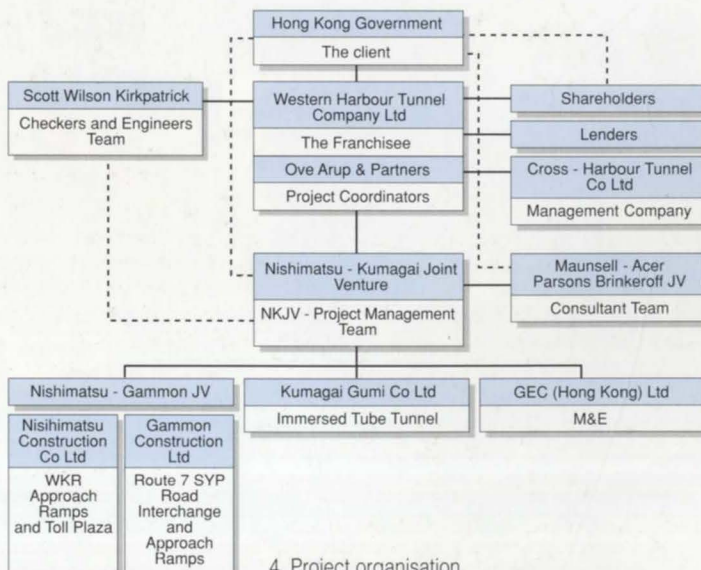 Hong Kong Government
The client
Scott Wilson Kirkpatrick
Checkers and Engineers
Team
Western Harbour Tunnel
Company Ltd
The Franchisee
Ove Arup & Partners
Project Coordinators
Shareholders
Lenders
Cross - Harbour Tunnel
Co Ltd
Management Company
Nishimatsu - Kumagai Joint
Venture
NKJV - Project Management
Team
Maunsell - Acer
Parsons Brinkeroff JV
Consultant Team
Nishimatsu - Gammon JV
Nisihimatsu
Construction
Co Ltd
WKR
Approach
Ramps
and Toll Plaza
Gammon
Construction
Ltd
Route 7 SYP
Road
Interchange
and
Approach
Ramps
Kumagai Gumi Co Ltd
Immersed Tube Tunnel
GEC (Hong Kong) Ltd
M&E
4. Project organisation